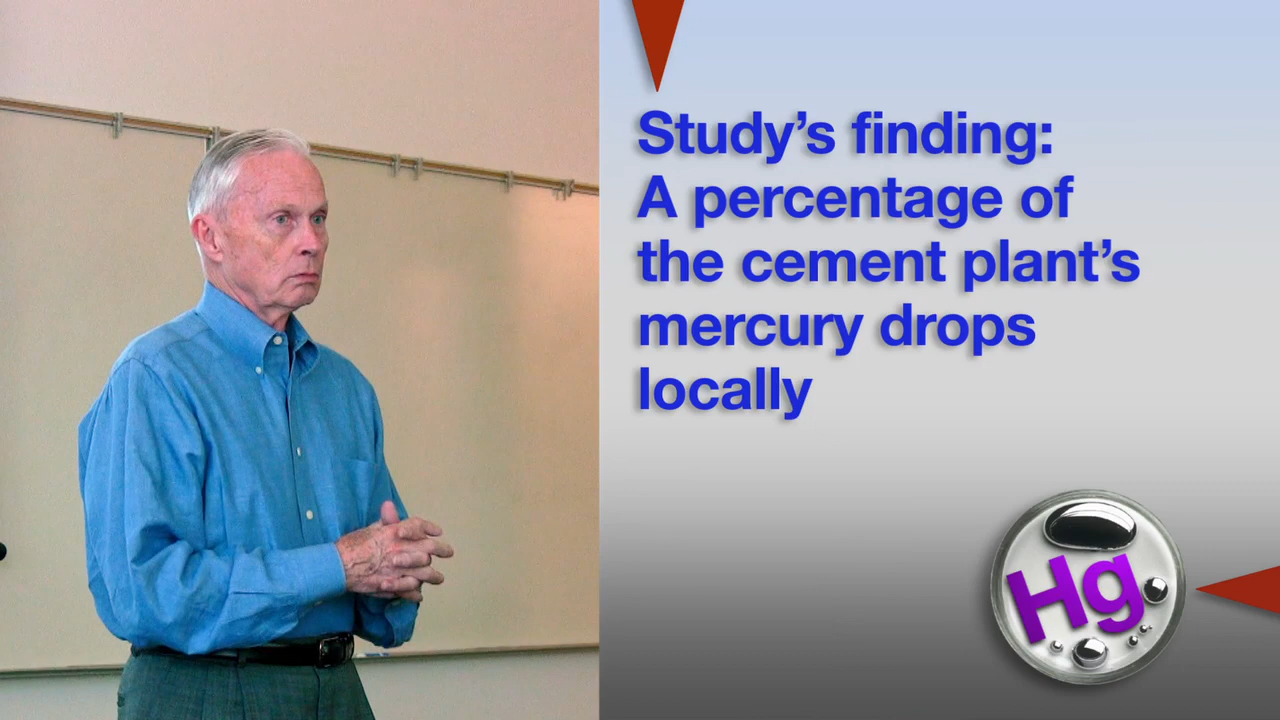 Study’s finding:
A percentage of
the cement plant’s
mercury drops
locally
Hg